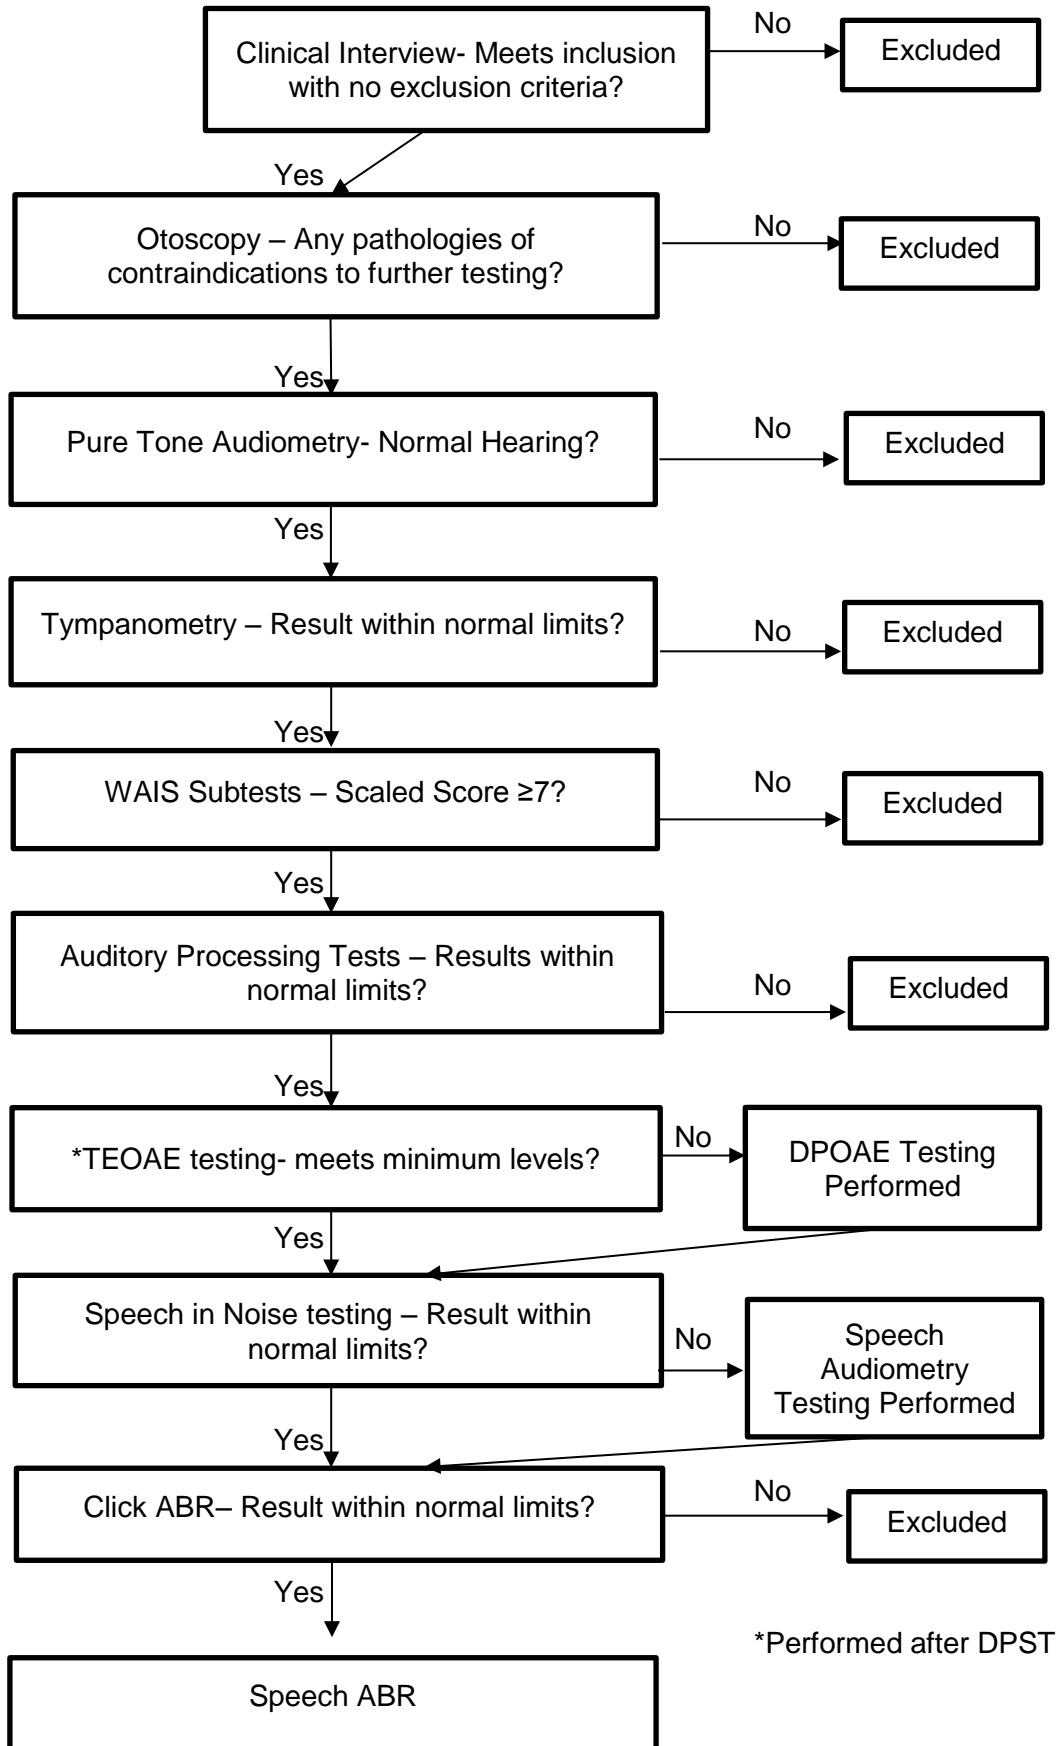 Clinical Interview- Meets inclusion
with no exclusion criteria?
No
Excluded
Yes
Otoscopy – Any pathologies of
contraindications to further testing?
No
Excluded
Yes
Pure Tone Audiometry- Normal Hearing?
No
Excluded
Yes
Tympanometry – Result within normal limits?
No
Excluded
Yes
WAIS Subtests – Scaled Score ≥7?
No
Excluded
Yes
Auditory Processing Tests – Results within
normal limits?
No
Excluded
Yes
*TEOAE testing- meets minimum levels?
No
DPOAE Testing
Performed
Yes
Speech in Noise testing – Result within
normal limits?
No
Speech
Audiometry
Testing Performed
Yes
Click ABR– Result within normal limits?
No
Excluded
Yes
*Performed after DPST
Speech ABR